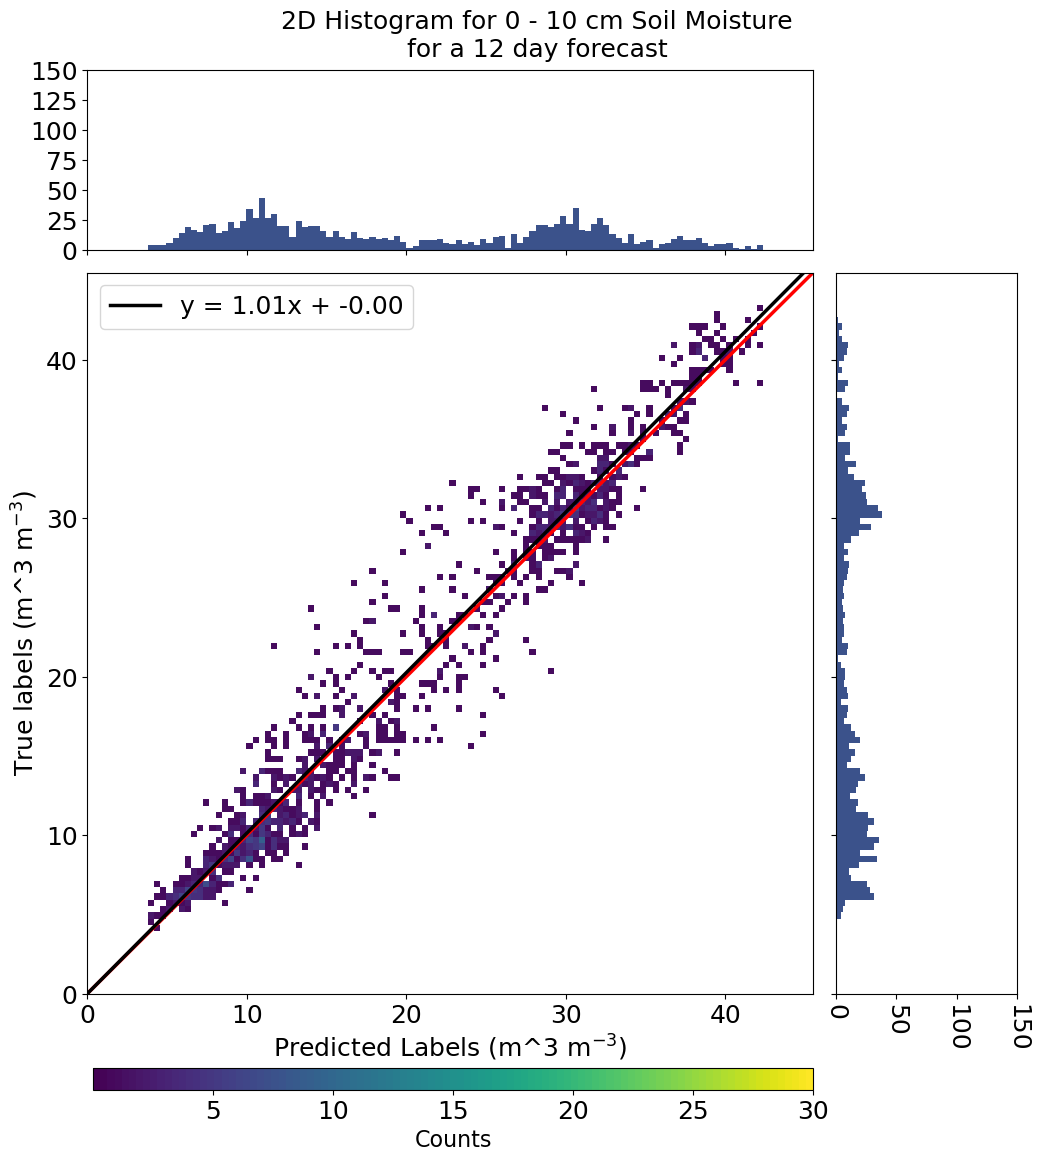 2D Histogram for 0 - 10 cm Soil Moisture
for a 12 day forecast
150
125
100
75
50
25
0
y = 1.01x + -0.00
40
30
20
10
0
True labels (m^3 m⁻³)
0 10 20 30 40
Predicted Labels (m^3 m⁻³)
0 50 100 150
5 10 15 20 25 30
Counts